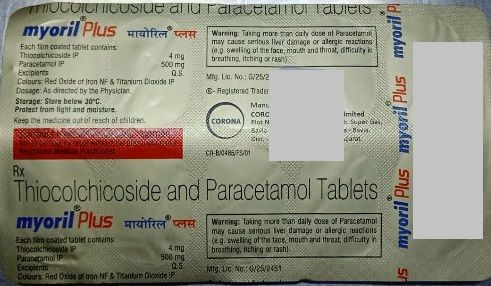 Thiocolchicoside and Paracetamol Tablets
myoril Plus मायोरिल प्लस
Each film coated tablet contains:
Thiocolchicoside IP 4 mg
Paracetamol IP 500 mg
Excipients Q.S.
Colours: Red Oxide of Iron NF & Titanium Dioxide IP
Dosage: As directed by the Physician.
Storage: Store below 30°C.
Protect from light and moisture.
Keep the medicine out of reach of children.
Registered Medical Practitioner.
Warning: Taking more than daily dose of Paracetamol
may cause serious liver damage or allergic reactions
(e.g. swelling of the face, mouth and throat, difficulty in
breathing, itching or rash).
Mfg. Lic. No.: G/25/2
®- Registered Trade
CORONA
Manu
CORO limited
Plot N
CR-B/0485/FS/01
myoril Plus
myoril Plus
Rx
Thiocolchicoside and Paracetamol Tablets
myoril Plus मायोरिल प्लस
Each film coated tablet contains:
Thiocolchicoside IP 4 mg
Paracetamol IP 500 mg
Excipients Q.S
Colours: Red Oxide of Iron NF & Titanium Dioxide IP
Warning: Taking more than daily dose of Paracetamol
may cause serious liver damage or allergic reactions
(e.g. swelling of the face, mouth and throat, difficulty in
breathing, itching or rash).
Mfg. Lic. No.: G/25/2451